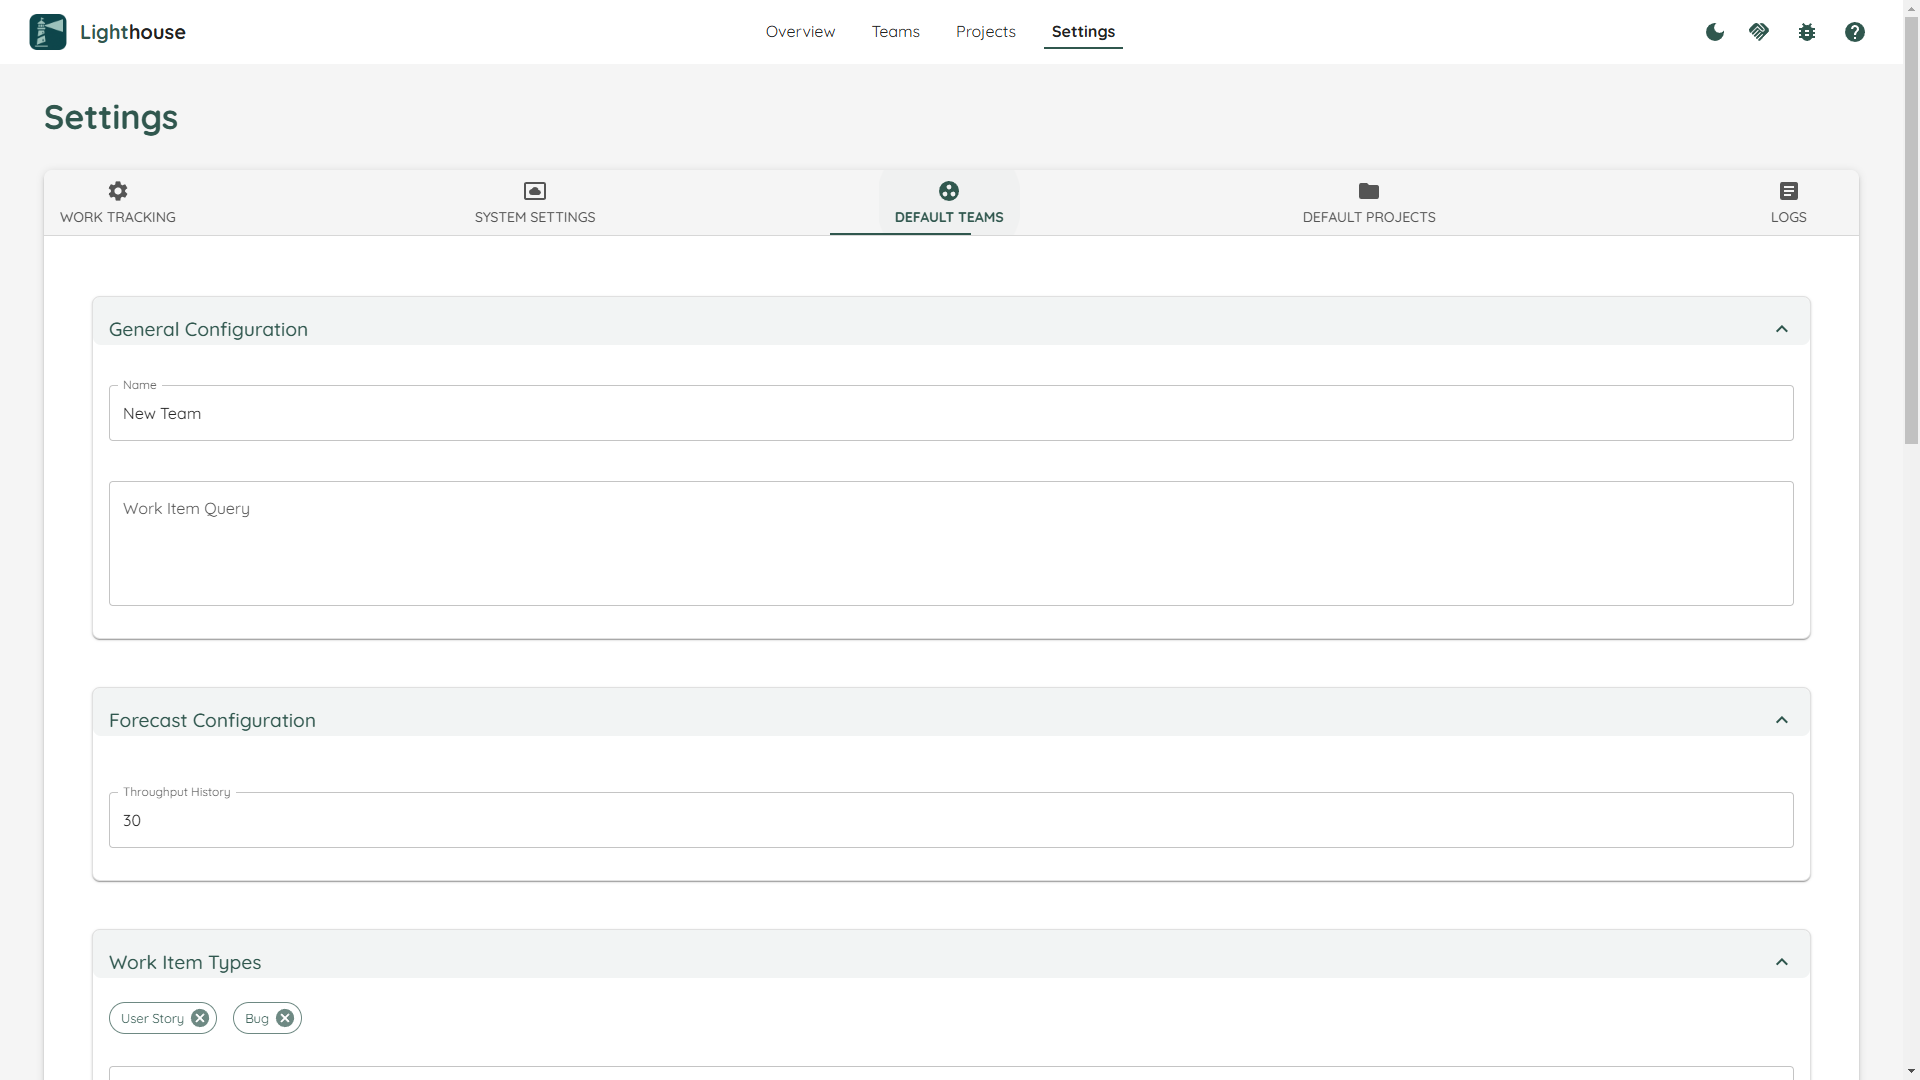 Lighthouse
Overview Teams Projects Settings
Settings
WORK TRACKING SYSTEM SETTINGS DEFAULT TEAMS DEFAULT PROJECTS LOGS
General Configuration
Name
New Team
Work Item Query
Forecast Configuration
Throughput History
30
Work Item Types
User Story Bug